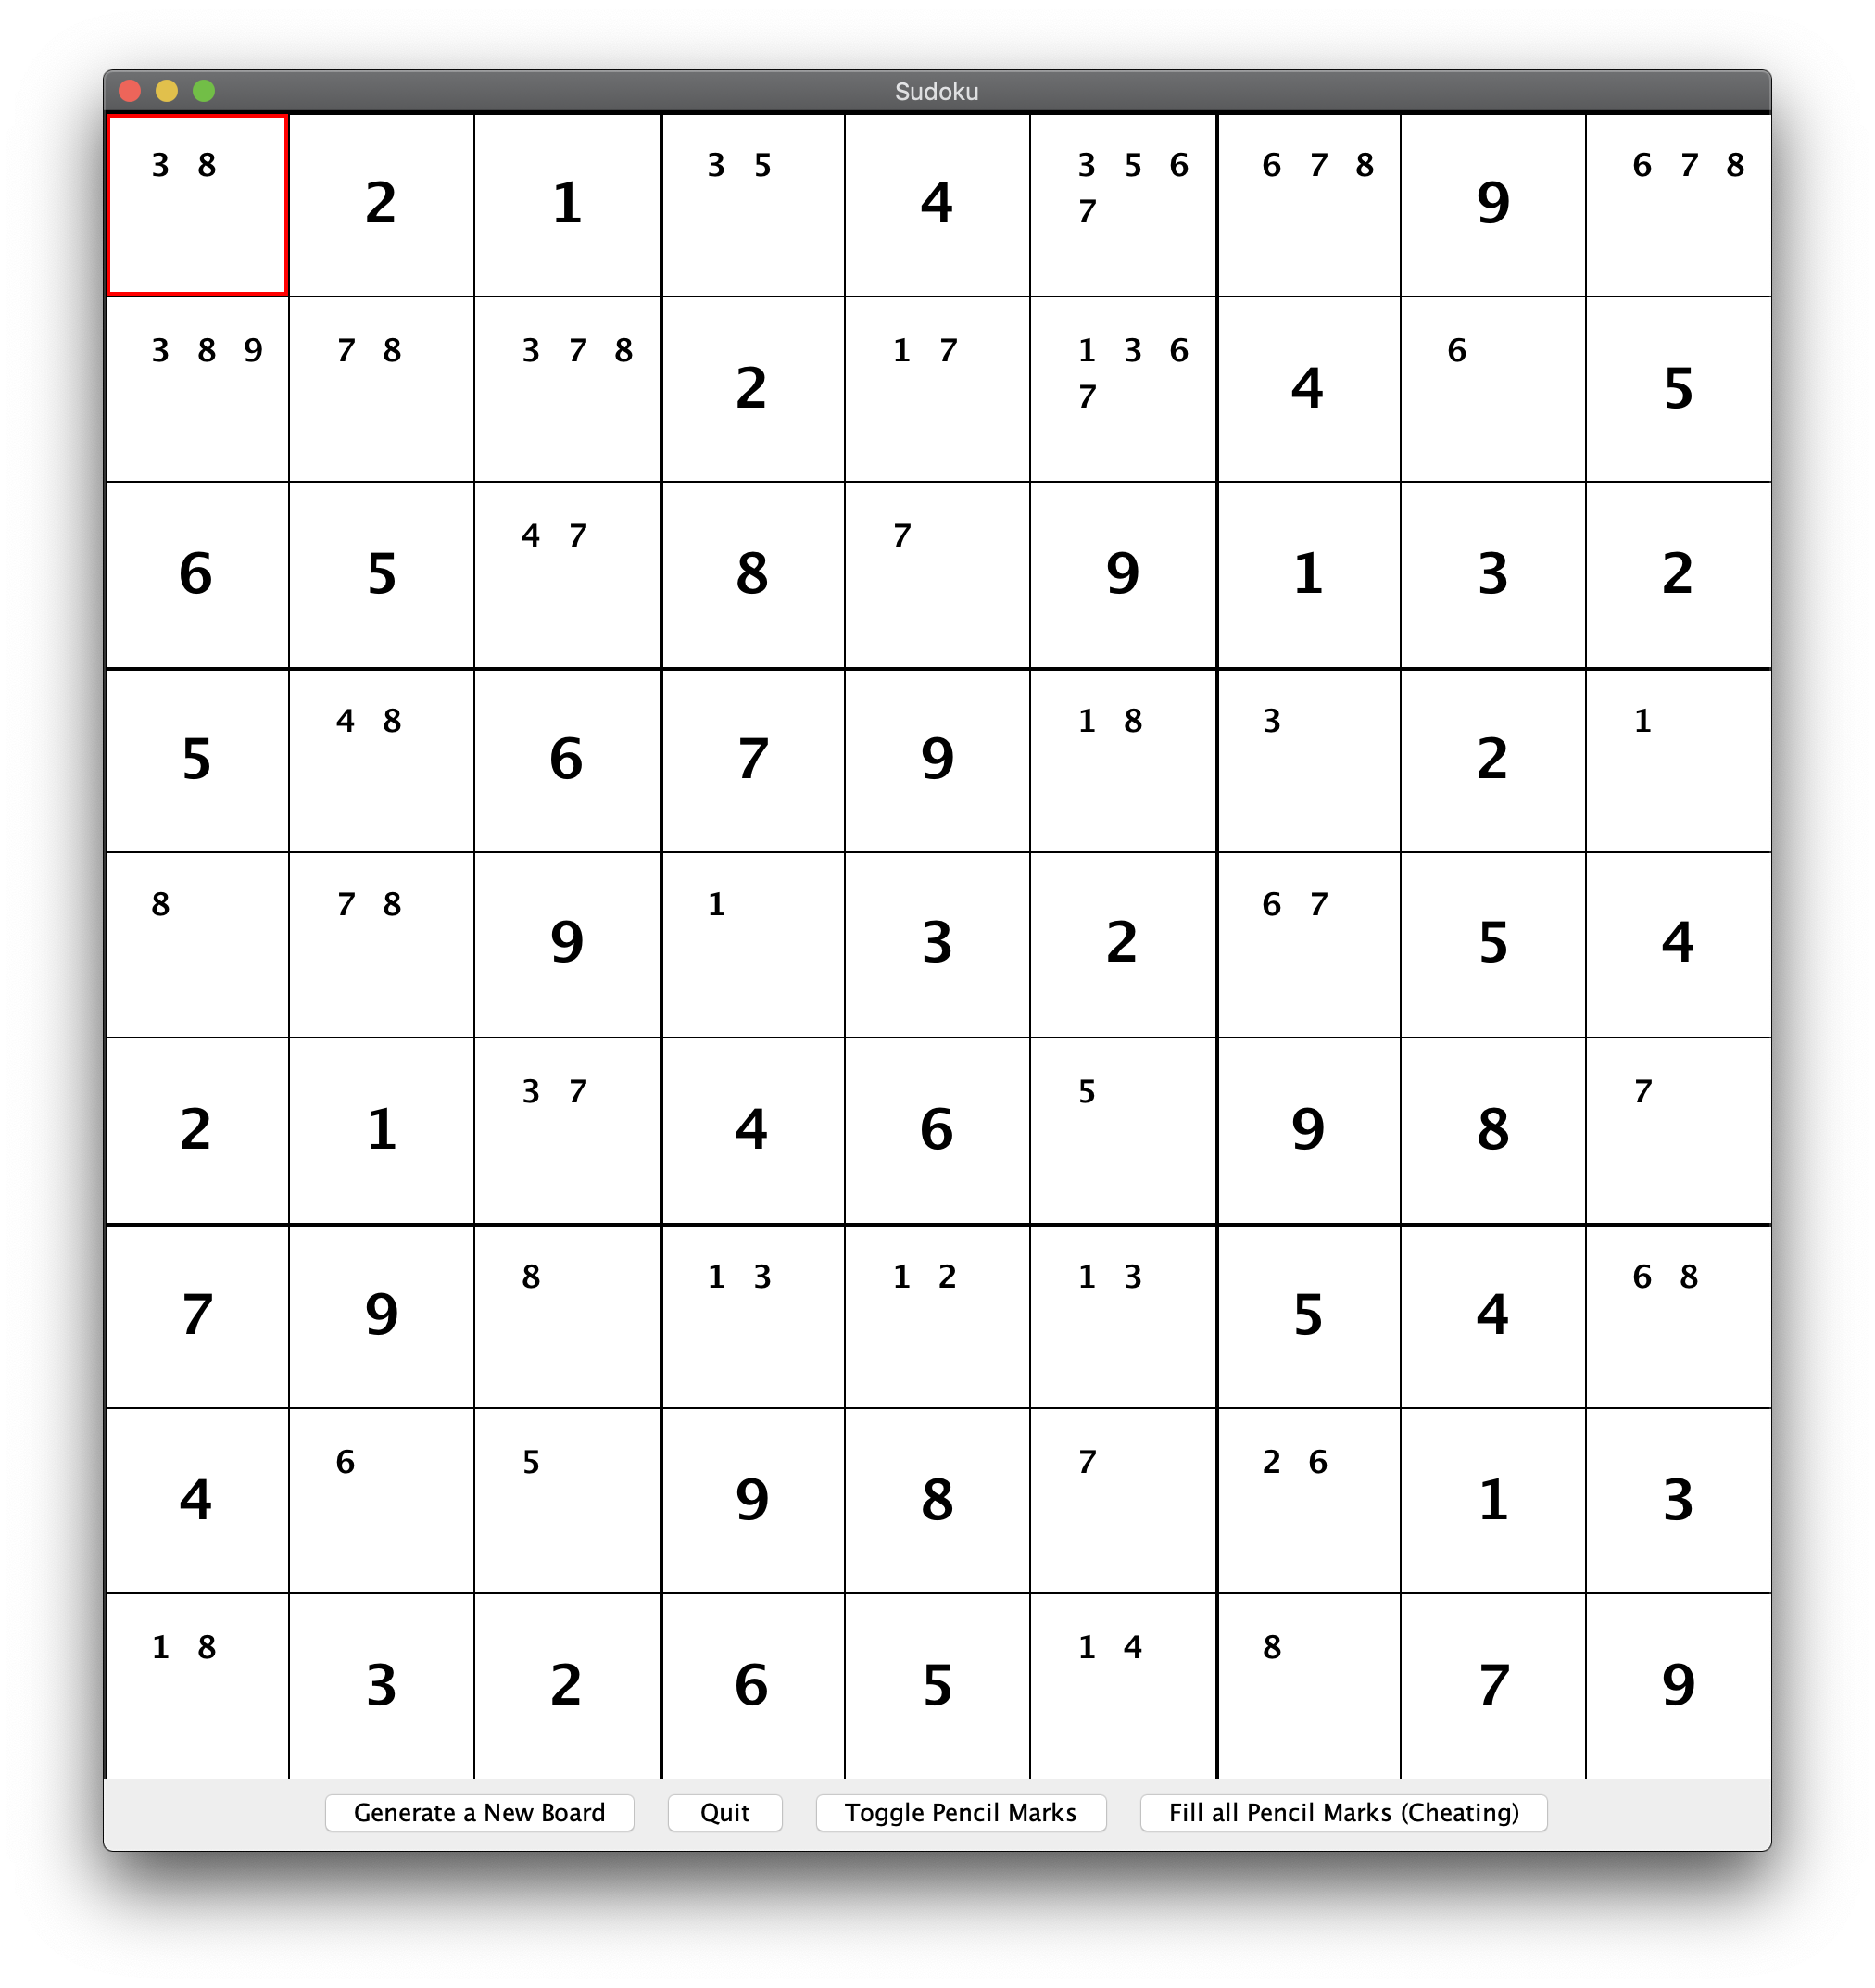 Sudoku
3 8 2 1 3 5 4 3 5 6 7 6 7 8 9 6 7 8
3 8 9 7 8 3 7 8 2 1 7 1 3 6 7 4 6 5
6 5 4 7 8 7 9 1 3 2
5 4 8 6 7 9 1 8 3 2 1
8 7 8 9 1 3 2 6 7 5 4
2 1 3 7 4 6 5 9 8 7
7 9 8 1 3 1 2 1 3 5 4 6 8
4 6 5 9 8 7 2 6 1 3
1 8 3 2 6 5 1 4 8 7 9
Generate a New Board Quit Toggle Pencil Marks Fill all Pencil Marks (Cheating)